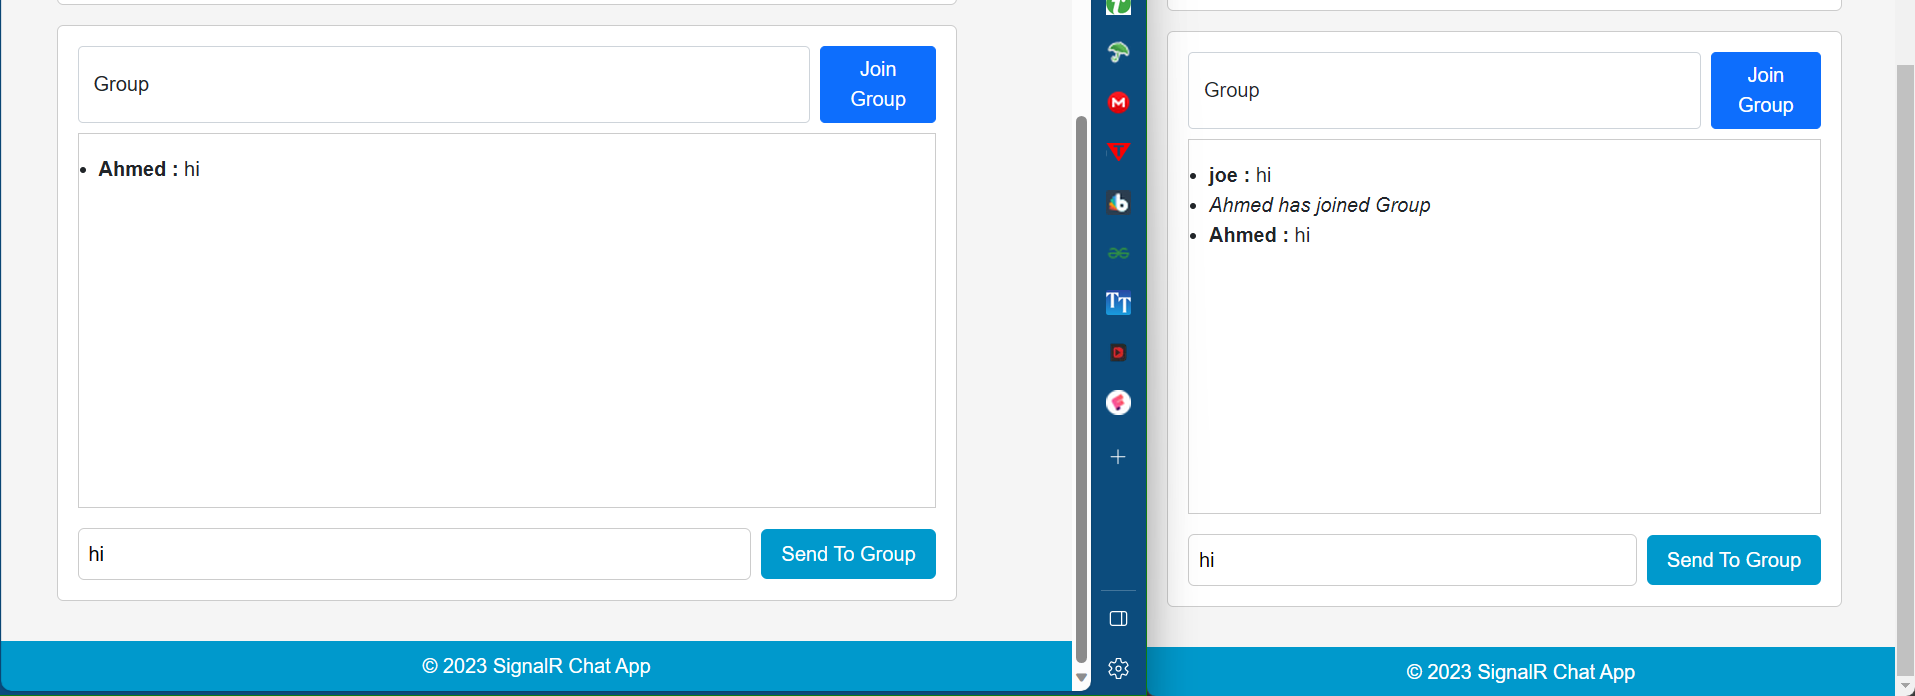 Group
Join
Group
Ahmed : hi
hi
Send To Group
© 2023 SignalR Chat App
M
T
b
TT
D
Group
Join
Group
joe : hi
Ahmed has joined Group
Ahmed : hi
hi
Send To Group
© 2023 SignalR Chat App